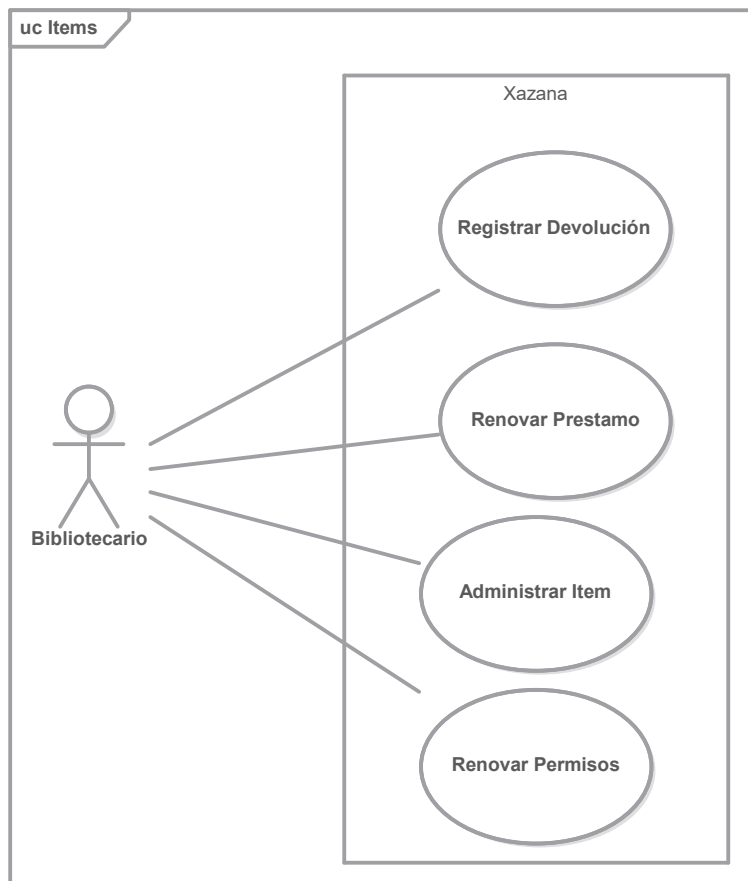 uc Items
Xazana
Registrar Devolución
Renovar Prestamo
Bibliotecario
Administrar Item
Renovar Permisos